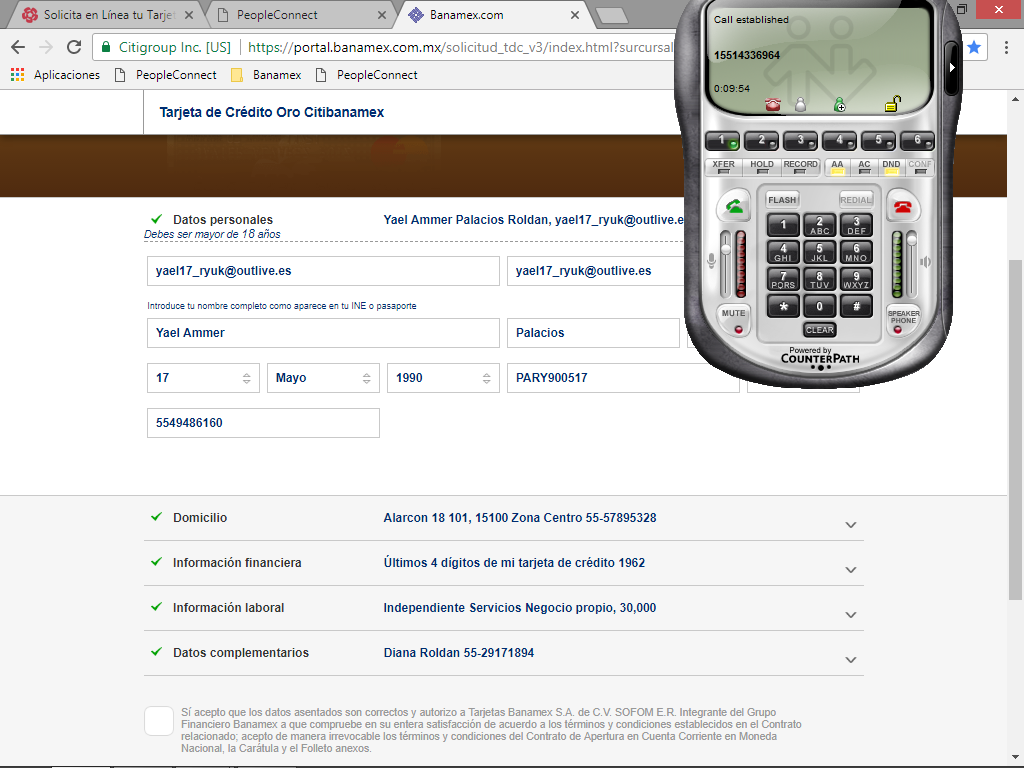 Solicita en Línea tu Tarjet
PeopleConnect
Banamex.com
Citigroup Inc. [US]
https://portal.banamex.com.mx/solicitud_tdc_v3/index.html?surcursal
Aplicaciones
PeopleConnect
Banamex
PeopleConnect
Tarjeta de Crédito Oro Citibanamex
Datos personales
Yael Ammer Palacios Roldan, yael17_ryuk@outlive.e
Debes ser mayor de 18 años
yael17_ryuk@outlive.es
yael17_ryuk@outlive.es
Introduce tu nombre completo como aparece en tu INE o pasaporte
Yael Ammer
Palacios
17
Mayo
1990
PARY900517
5549486160
Domicilio
Alarcon 18 101, 15100 Zona Centro 55-57895328
Información financiera
Últimos 4 dígitos de mi tarjeta de crédito 1962
Información laboral
Independiente Servicios Negocio propio, 30,000
Datos complementarios
Diana Roldan 55-29171894
Sí acepto que los datos asentados son correctos y autorizo a Tarjetas Banamex S.A. de C.V. SOFOM E.R. Integrante del Grupo
Financiero Banamex a que compruebe en su entera satisfacción de acuerdo a los términos y condiciones establecidos en el Contrato
relacionado; acepto de manera irrevocable los términos y condiciones del Contrato de Apertura en Cuenta Corriente en Moneda
Nacional, la Carátula y el Folleto anexos.
Call established
15514336964
0:09:54
1 2 3 4 5 6
XFER HOLD RECORD AA AC DND CONF
FLASH REDIAL
1 2 ABC 3 DEF
4 GHI 5 JKL 6 MNO
7 PQRS 8 TUV 9 WXYZ
* 0 #
MUTE
SPEAKER PHONE
CLEAR
Powered by
COUNTERPATH